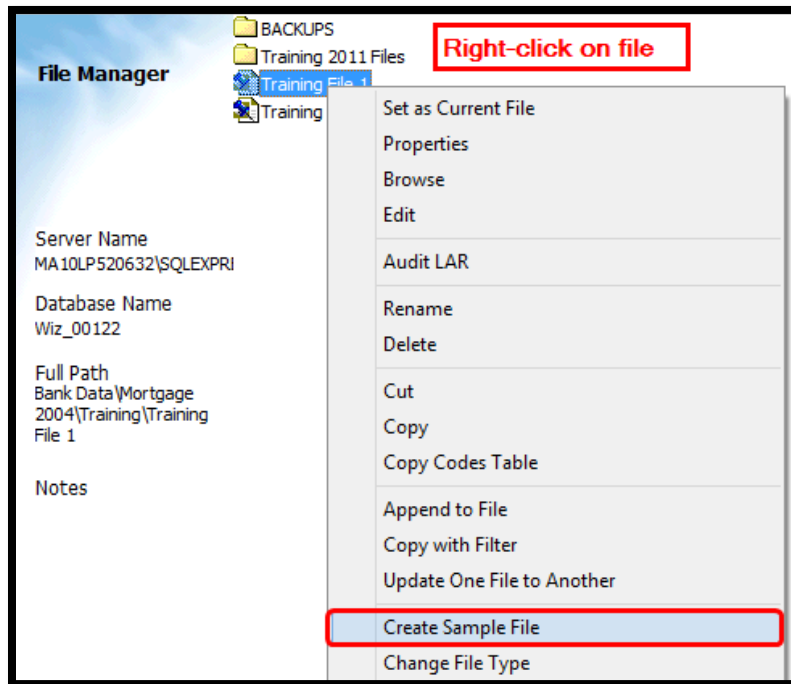 BACKUPS
Training 2011 Files
Right-click on file
File Manager
Training File 1
Training
Set as Current File
Properties
Browse
Edit
Server Name
MA10LP520632\SQLEXPRI
Audit LAR
Database Name
Wiz_00122
Rename
Delete
Full Path
Bank Data\Mortgage
2004\Training\Training
File 1
Cut
Copy
Copy Codes Table
Notes
Append to File
Copy with Filter
Update One File to Another
Create Sample File
Change File Type